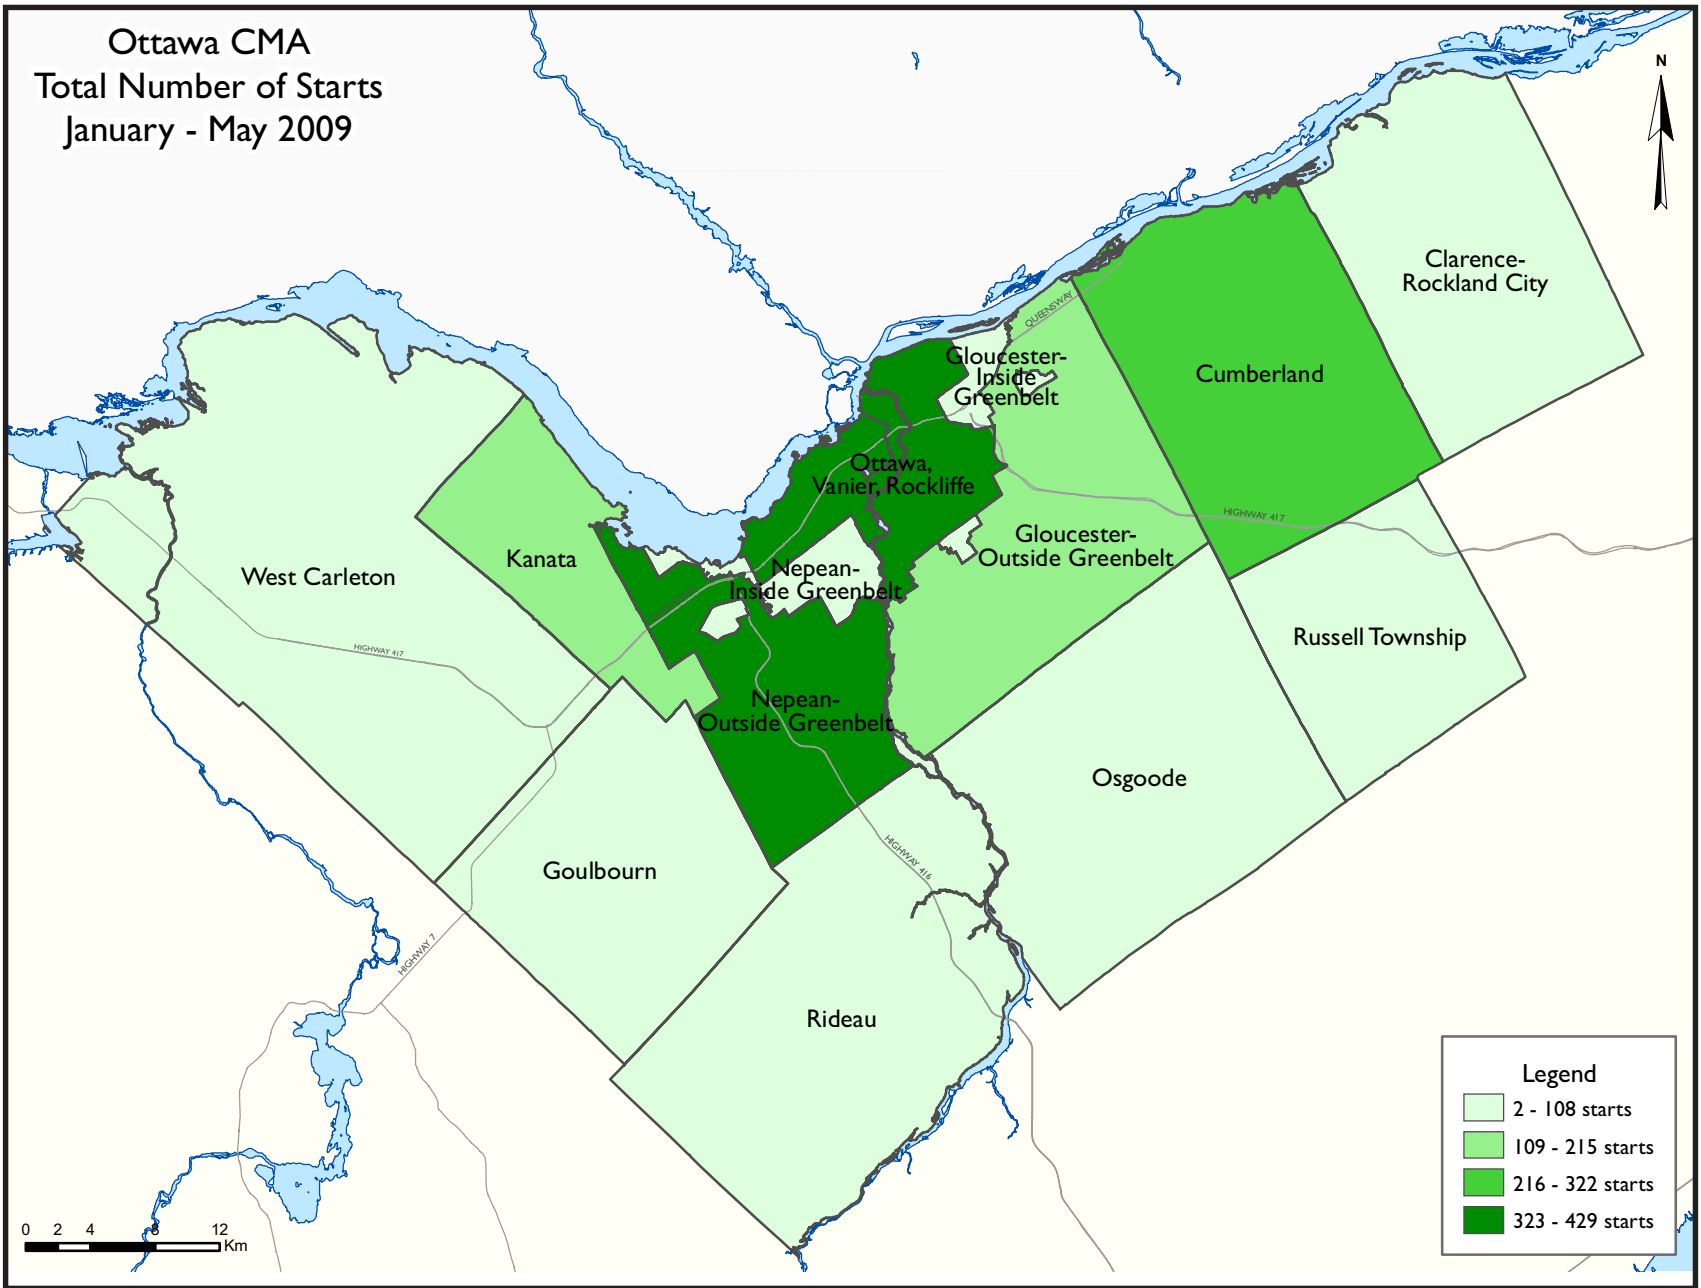 Ottawa CMA
Total Number of Starts
January - May 2009
N
Clarence-
Rockland City
QUEENSWAY
Gloucester-
Inside
Greenbelt
Cumberland
Ottawa,
Vanier, Rockliffe
HIGHWAY 417
Gloucester-
Outside Greenbelt
Kanata
West Carleton
Nepean-
Inside Greenbelt
Russell Township
HIGHWAY 417
Nepean-
Outside Greenbelt
Osgoode
HIGHWAY 416
Goulbourn
HIGHWAY 7
Rideau
Legend
2 - 108 starts
109 - 215 starts
216 - 322 starts
323 - 429 starts
0 2 4 8 12
Km